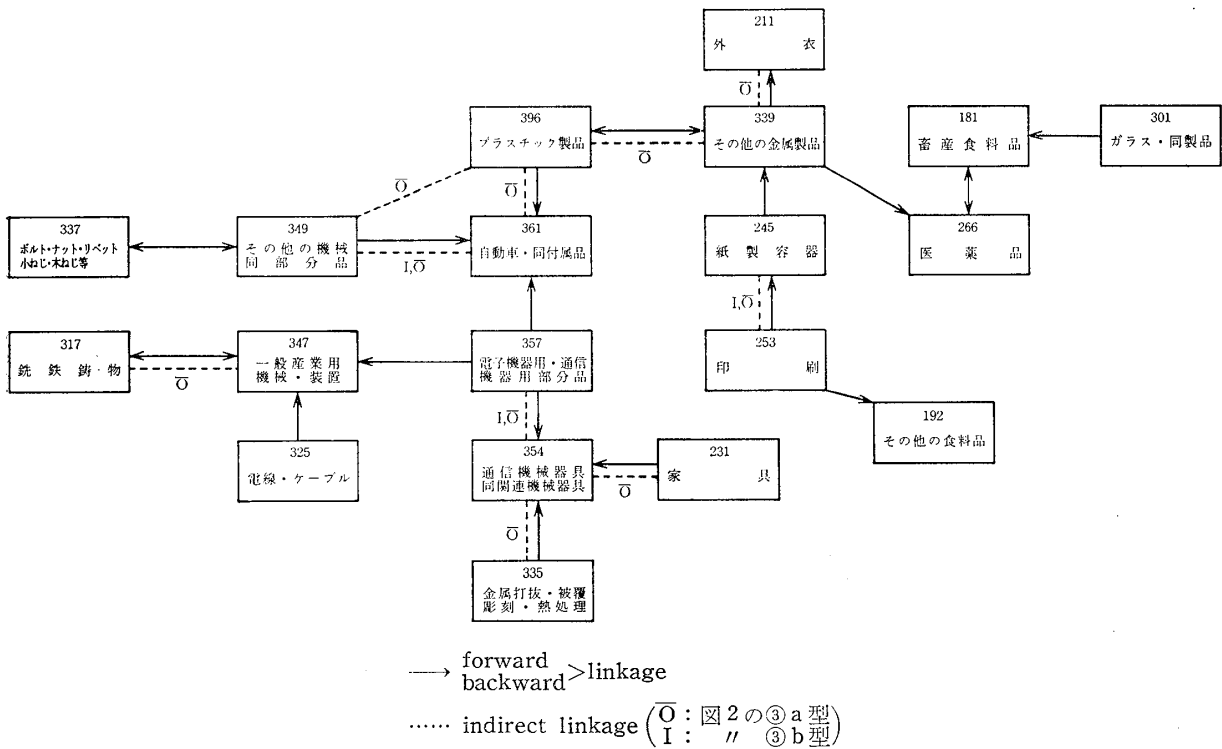 211
外衣
O̅
396
プラスチック製品
O̅
339
その他の金属製品
181
畜産食料品
301
ガラス・同製品
O̅
O̅
337
ボルト・ナット・リベット
小ねじ・木ねじ等
349
その他の機械
同部分品
I,O̅
361
自動車・同付属品
245
紙製容器
266
医薬品
I,O̅
317
銑鉄鋳物
O̅
347
一般産業用
機械・装置
357
電子機器用・通信
機器用部分品
253
印刷
I,O̅
192
その他の食料品
325
電線・ケーブル
354
通信機械器具
同関連機械器具
O̅
231
家具
O̅
335
金属打抜・被覆
彫刻・熱処理
→ forward
backward>linkage
…… indirect linkage (O̅:図2の③a型
I: 〃 ③b型)